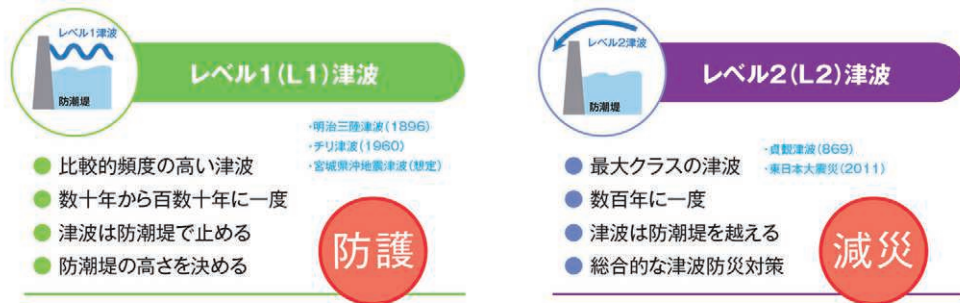 レベル1津波
防潮堤
レベル1(L1)津波
・明治三陸津波(1896)
・チリ津波(1960)
・宮城県沖地震津波(想定)
比較的頻度の高い津波
数十年から百数十年に一度
津波は防潮堤で止める
防潮堤の高さを決める
防護
レベル2津波
防潮堤
レベル2(L2)津波
・貞観津波(869)
・東日本大震災(2011)
最大クラスの津波
数百年に一度
津波は防潮堤を越える
総合的な津波防災対策
減災